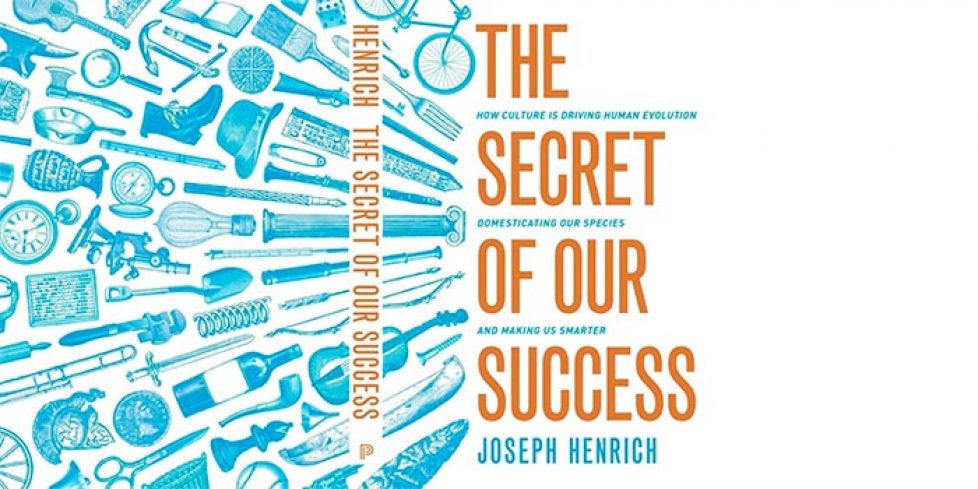 HENRICH THE SECRET OF OUR SUCCESS
THE
HOW CULTURE IS DRIVING HUMAN EVOLUTION
SECRET
DOMESTICATING OUR SPECIES
OF OUR
AND MAKING US SMARTER
SUCCESS
JOSEPH HENRICH